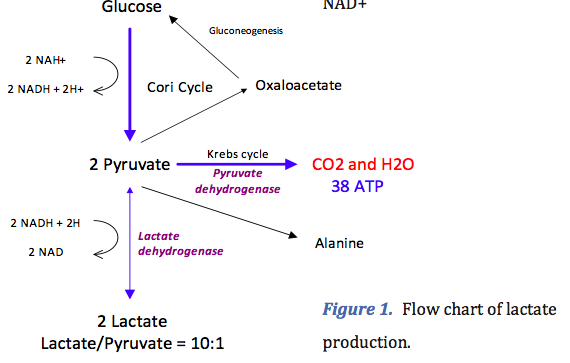 Glucose
NAD+
Gluconeogenesis
2 NAH+
2 NADH + 2H+
Cori Cycle
Oxaloacetate
Krebs cycle
2 Pyruvate
CO2 and H2O
Pyruvate
dehydrogenase
38 ATP
2 NADH + 2H
Lactate
dehydrogenase
2 NAD
Alanine
2 Lactate
Lactate/Pyruvate = 10:1
Figure 1. Flow chart of lactate
production.